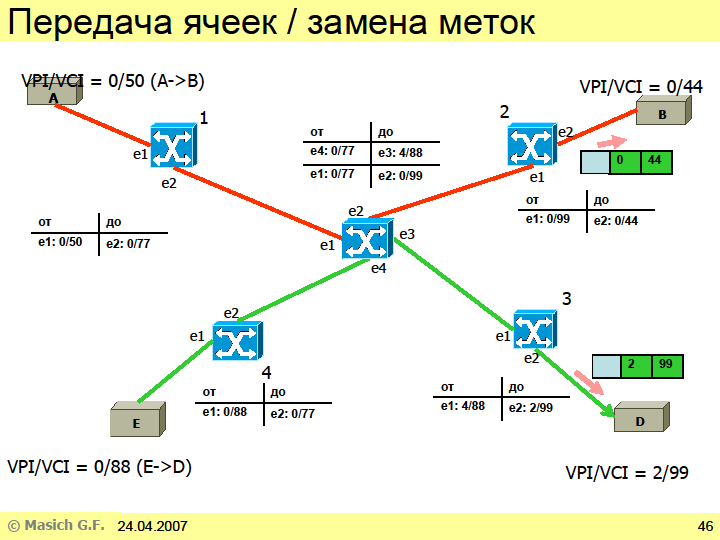 Передача ячеек / замена меток
VPI/VCI = 0/50 (A->B)
A
VPI/VCI = 0/44
B
1
e1
e2
2
e2
e1
от до
e4: 0/77 e3: 4/88
e1: 0/77 e2: 0/99
0 44
от до
e1: 0/99 e2: 0/44
от до
e1: 0/50 e2: 0/77
e2
e1
e3
e4
e2
e1
4
3
e1
e2
2 99
от до
e1: 0/88 e2: 0/77
от до
e1: 4/88 e2: 2/99
E
D
VPI/VCI = 0/88 (E->D)
VPI/VCI = 2/99
© Masich G.F. 24.04.2007 46